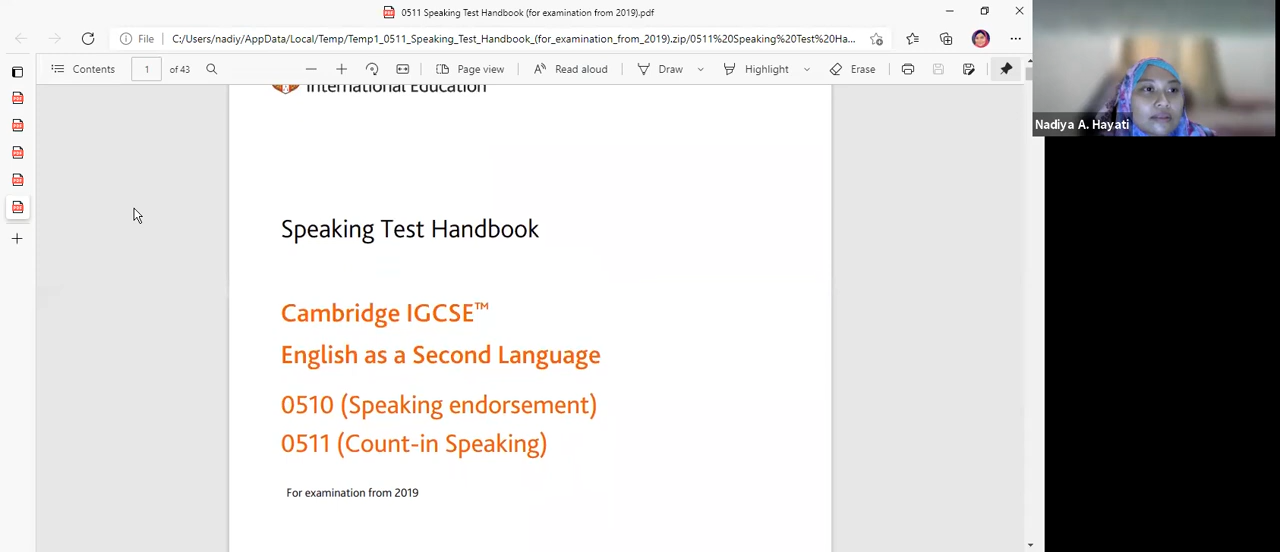 0511 Speaking Test Handbook (for examination from 2019).pdf
File
C:/Users/nadiy/AppData/Local/Temp/Temp1_0511_Speaking_Test_Handbook_(for_examination_from_2019).zip/0511%20Speaking%20Test%20Ha...
Contents
1
of 43
Page view
Read aloud
Draw
Highlight
Erase
Nadiya A. Hayati
International Education
Speaking Test Handbook
Cambridge IGCSE™
English as a Second Language
0510 (Speaking endorsement)
0511 (Count-in Speaking)
For examination from 2019